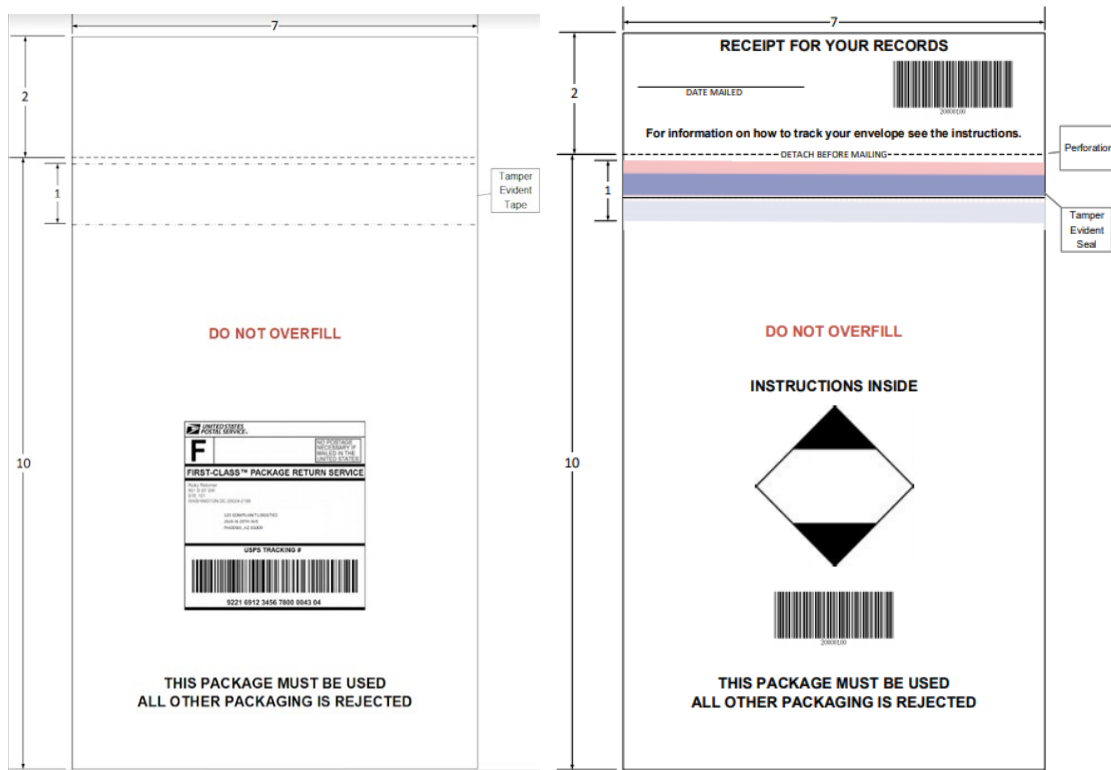 7
2
1
Tamper
Evident
Tape
DO NOT OVERFILL
UNITED STATES
POSTAL SERVICE
F
NO POSTAGE
NECESSARY IF
MAILED IN THE
UNITED STATES
FIRST-CLASS™ PACKAGE RETURN SERVICE
WASHINGTON DC
PHOENIX, AZ
USPS TRACKING #
9221 6912 3456 7800 0043 04
10
THIS PACKAGE MUST BE USED
ALL OTHER PACKAGING IS REJECTED
7
RECEIPT FOR YOUR RECORDS
2
DATE MAILED
20000100
For information on how to track your envelope see the instructions.
DETACH BEFORE MAILING
Perforation
1
Tamper
Evident
Seal
DO NOT OVERFILL
INSTRUCTIONS INSIDE
10
20000100
THIS PACKAGE MUST BE USED
ALL OTHER PACKAGING IS REJECTED